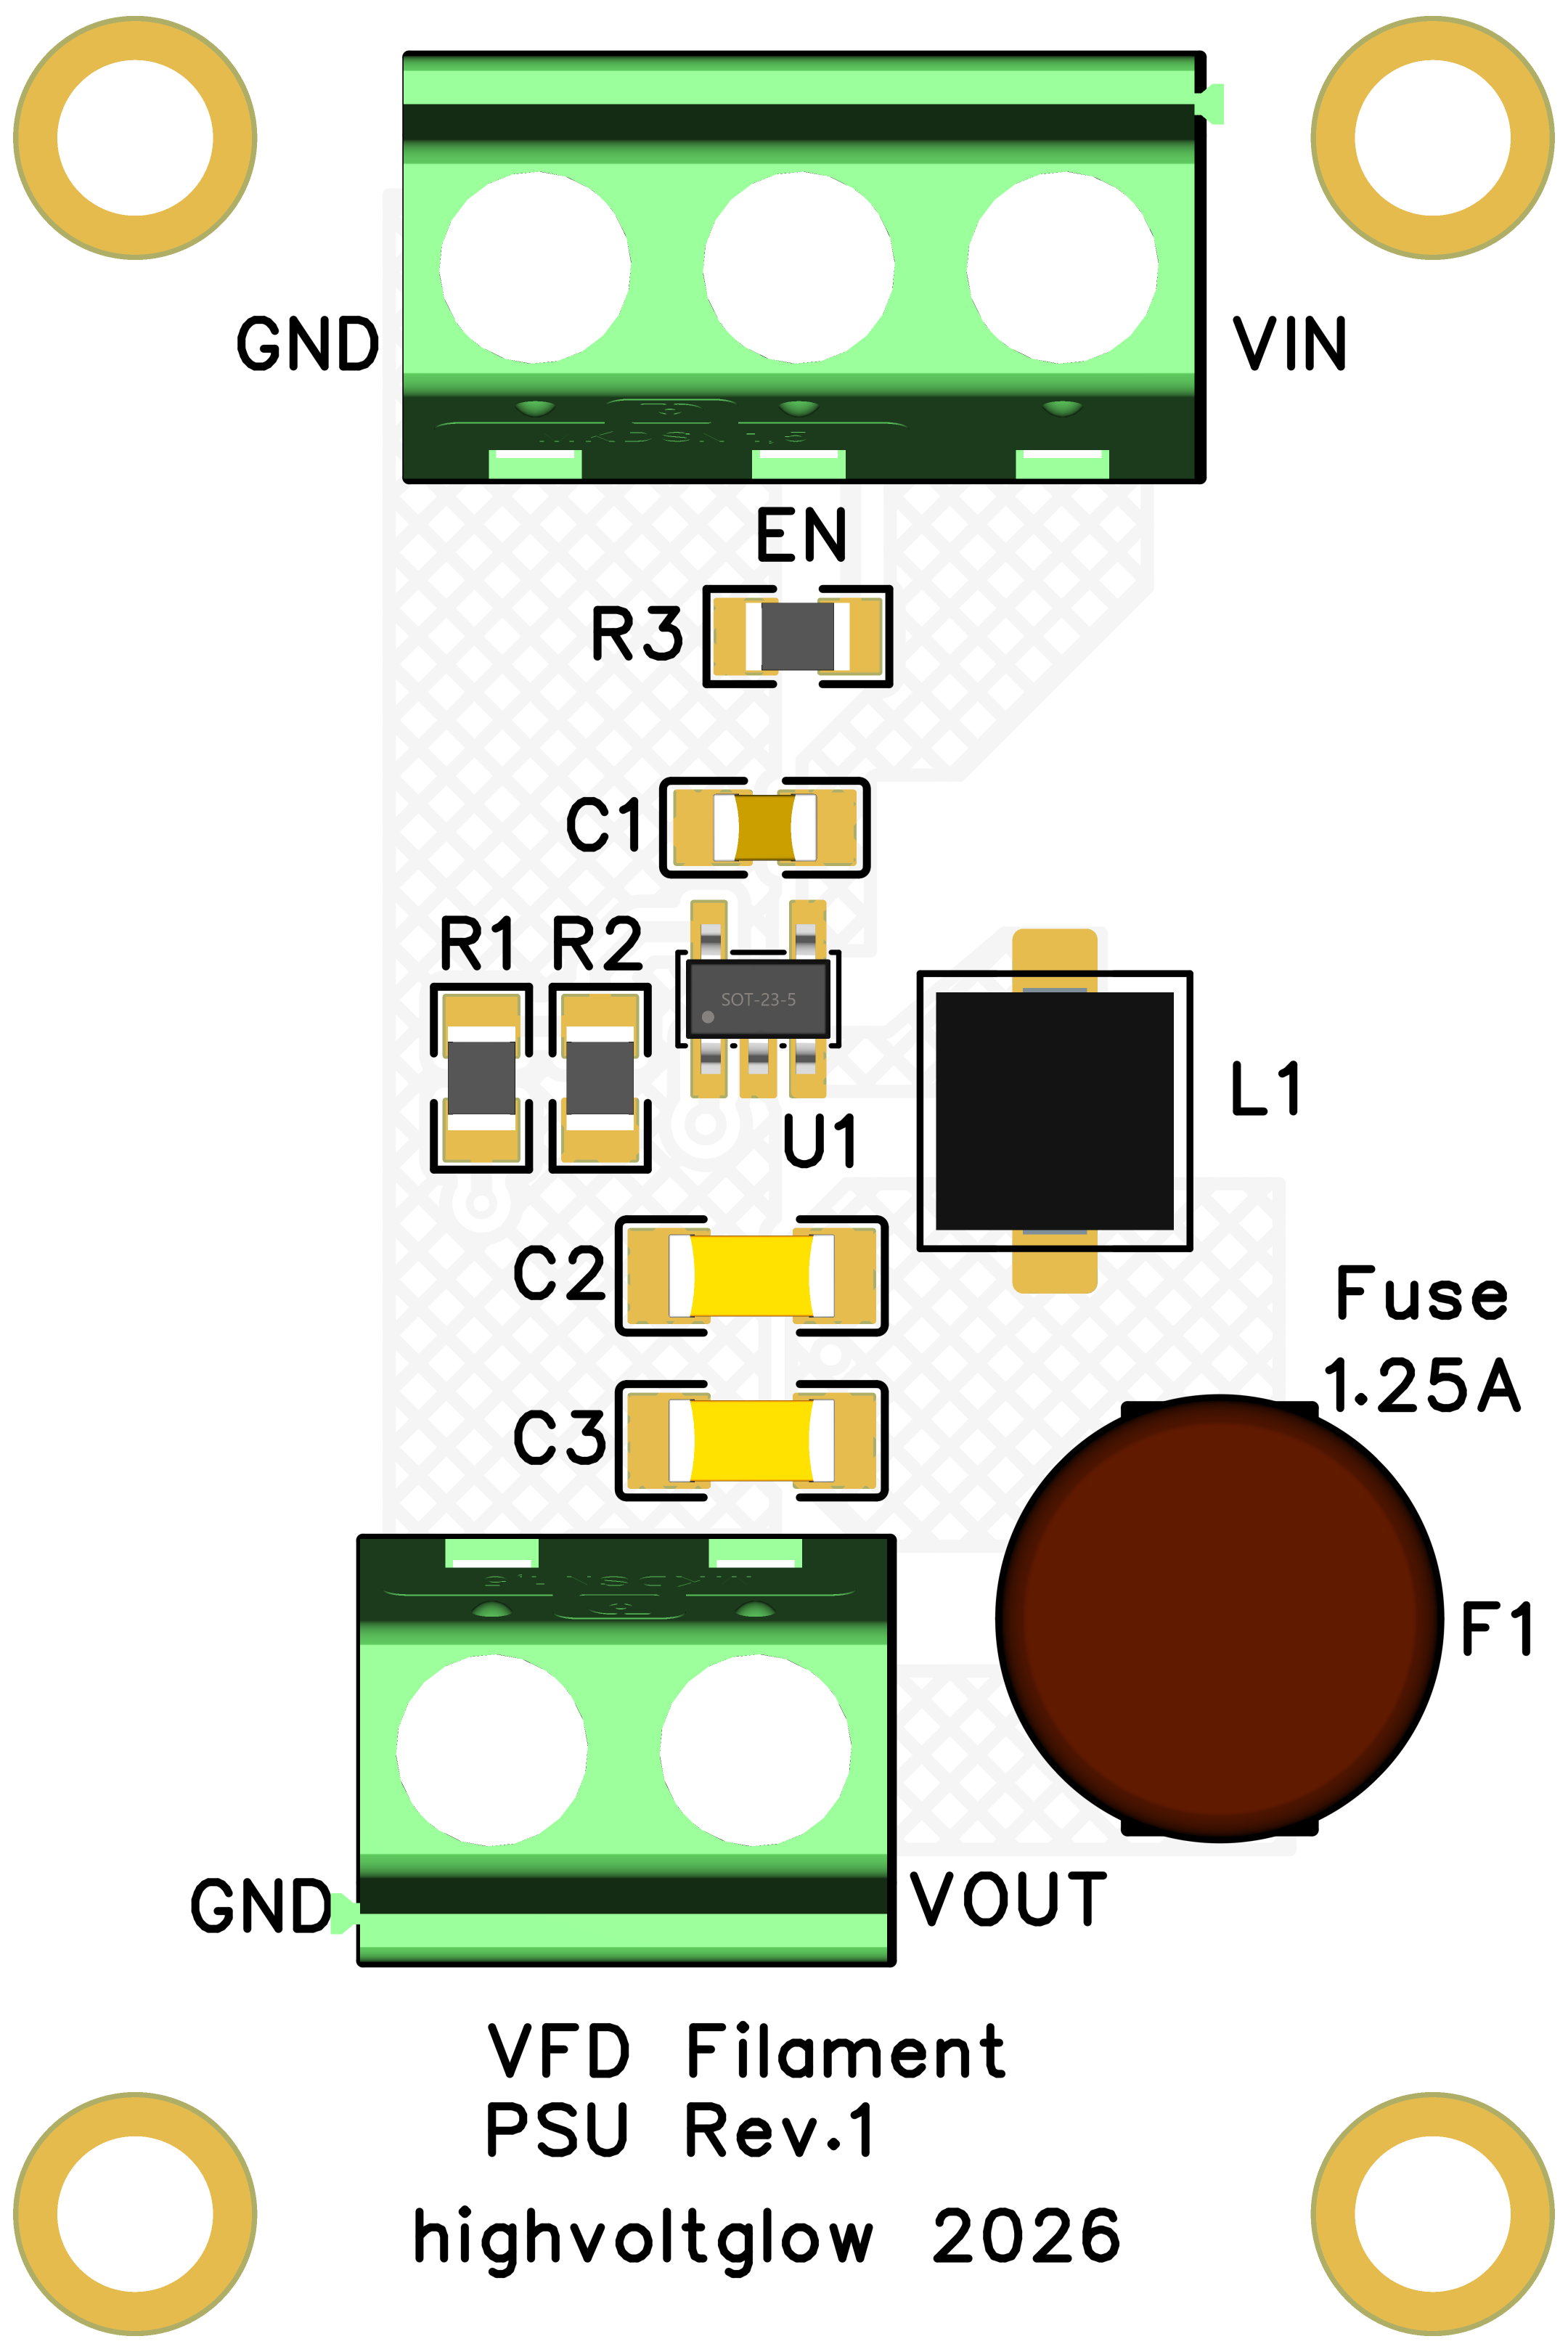 GND
VIN
EN
R3
C1
R1 R2
SOT-23-5
L1
U1
C2
Fuse
1.25A
C3
F1
GND
VOUT
VFD Filament
PSU Rev.1
highvoltglow 2026